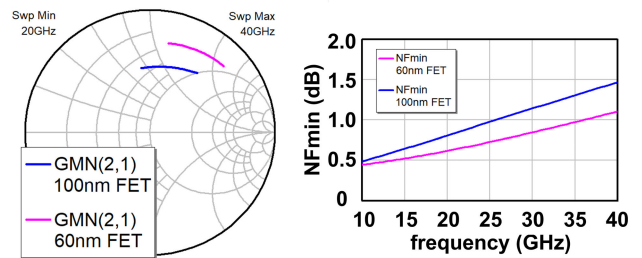 Swp Min
20GHz
Swp Max
40GHz
GMN(2,1)
100nm FET
GMN(2,1)
60nm FET
NFmin (dB)
2.0
1.5
1.0
0.5
0
NFmin
60nm FET
NFmin
100nm FET
10 15 20 25 30 35 40
frequency (GHz)